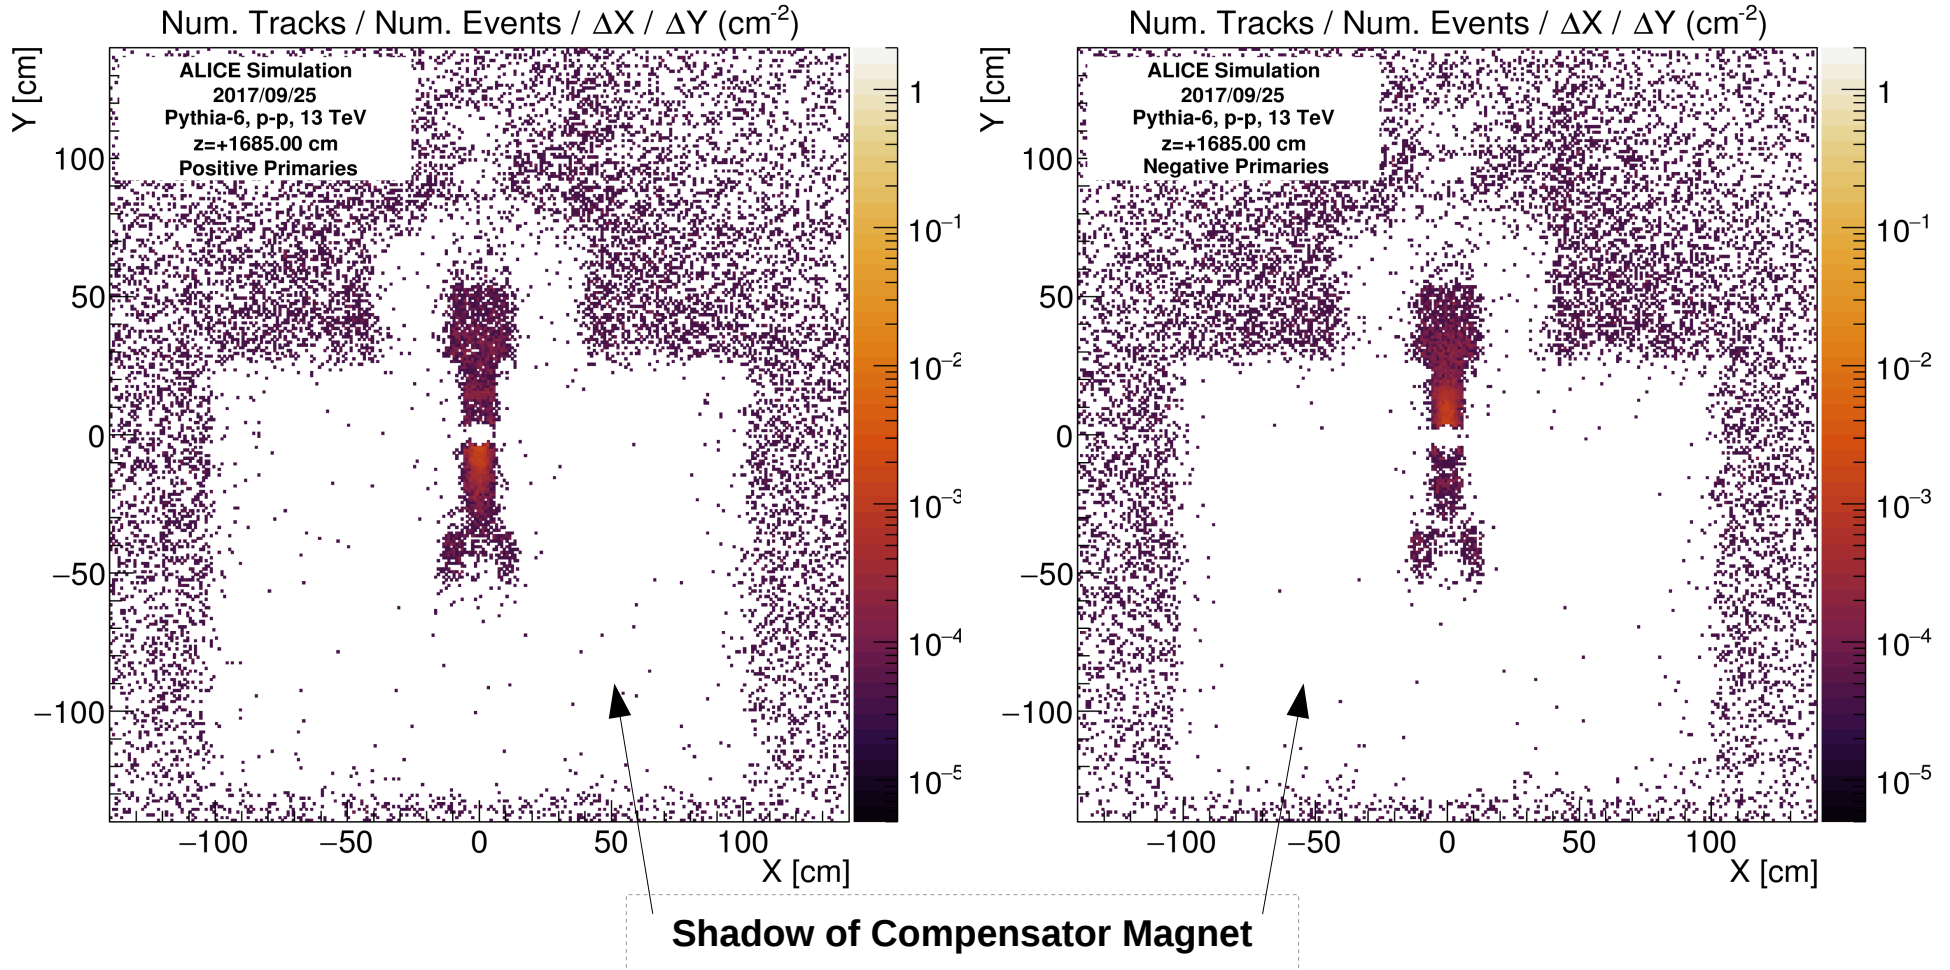 Num. Tracks / Num. Events / ΔX / ΔY (cm⁻²)
Y [cm]
ALICE Simulation
2017/09/25
Pythia-6, p-p, 13 TeV
z=+1685.00 cm
Positive Primaries
100
50
0
−50
−100
−100 −50 0 50 100
X [cm]
1
10⁻¹
10⁻²
10⁻³
10⁻⁴
10⁻⁵
Num. Tracks / Num. Events / ΔX / ΔY (cm⁻²)
Y [cm]
ALICE Simulation
2017/09/25
Pythia-6, p-p, 13 TeV
z=+1685.00 cm
Negative Primaries
100
50
0
−50
−100
−100 −50 0 50 100
X [cm]
1
10⁻¹
10⁻²
10⁻³
10⁻⁴
10⁻⁵
Shadow of Compensator Magnet